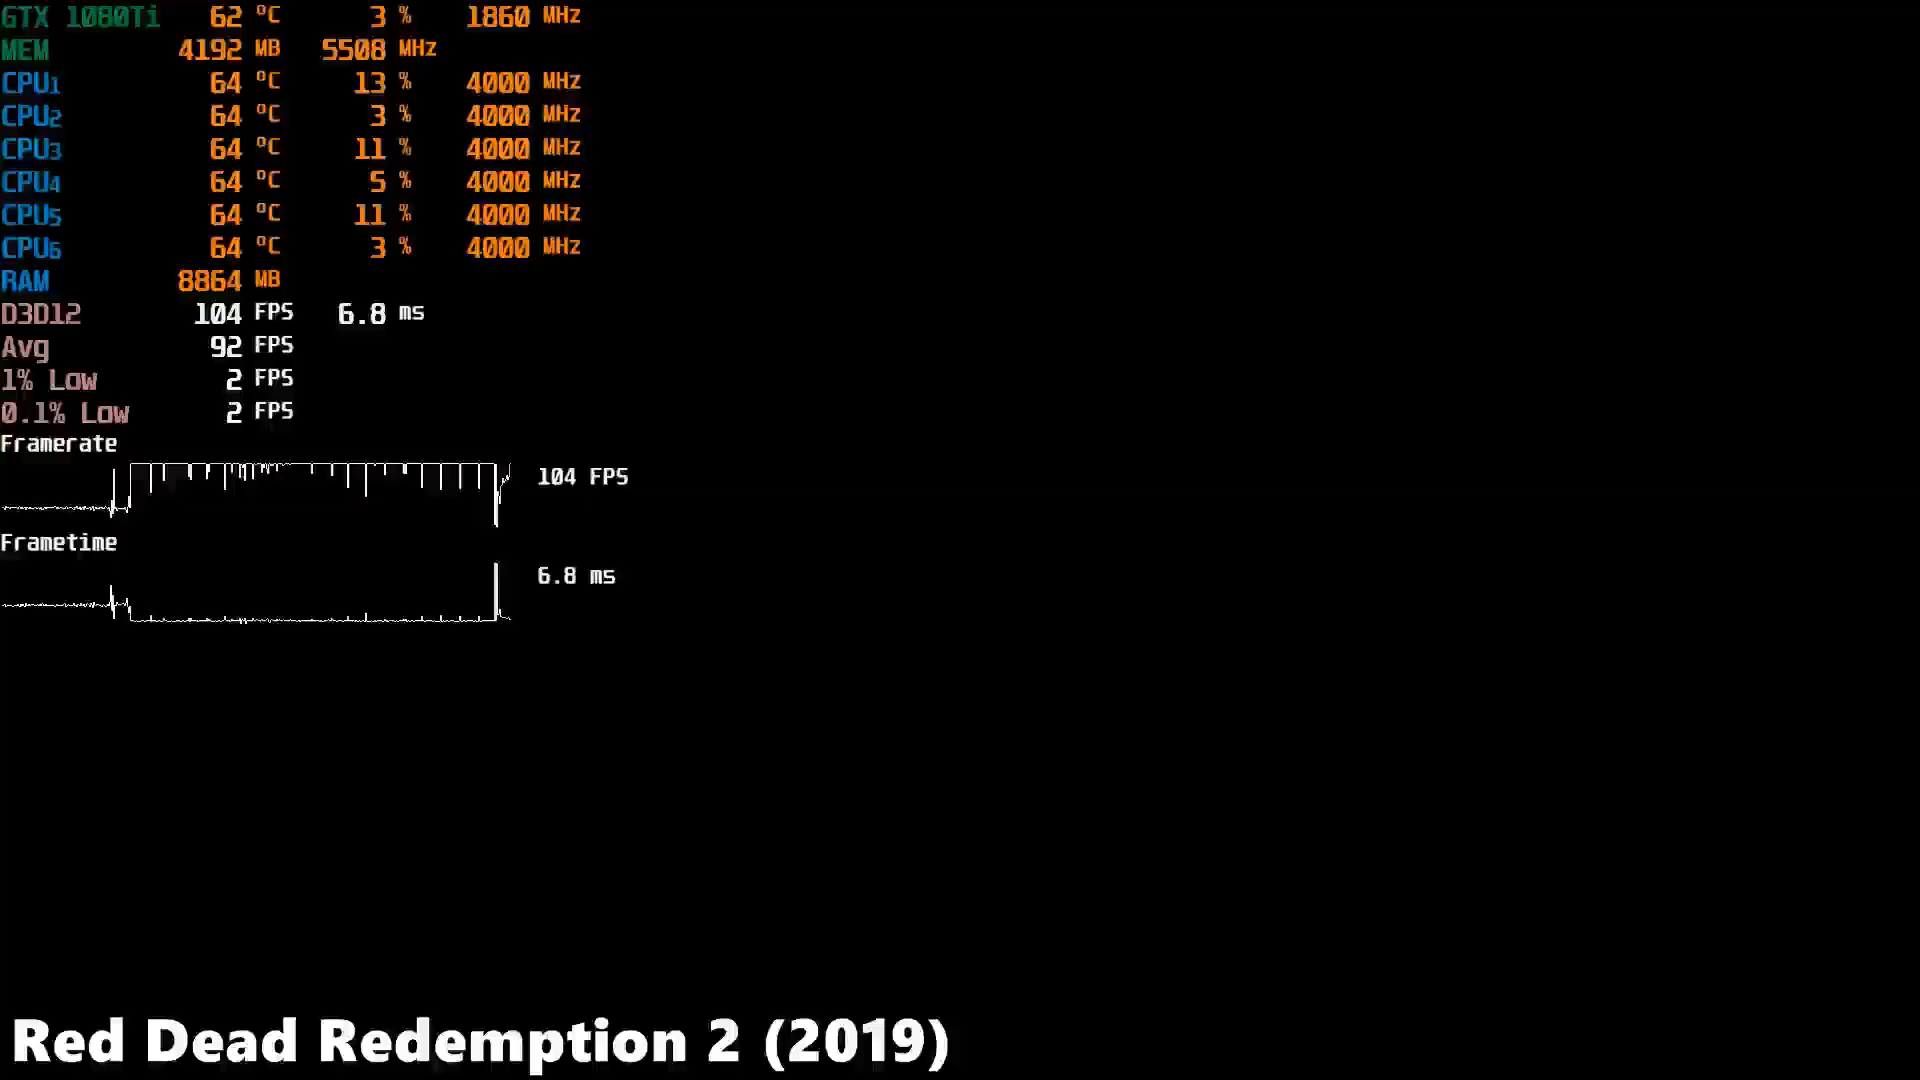 GTX 1080Ti 62 °C 3 % 1860 MHz
MEM 4192 MB 5508 MHz
CPU1 64 °C 13 % 4000 MHz
CPU2 64 °C 3 % 4000 MHz
CPU3 64 °C 11 % 4000 MHz
CPU4 64 °C 5 % 4000 MHz
CPU5 64 °C 11 % 4000 MHz
CPU6 64 °C 3 % 4000 MHz
RAM 8864 MB
D3D12 104 FPS 6.8 ms
Avg 92 FPS
1% Low 2 FPS
0.1% Low 2 FPS
Framerate
104 FPS
Frametime
6.8 ms
Red Dead Redemption 2 (2019)